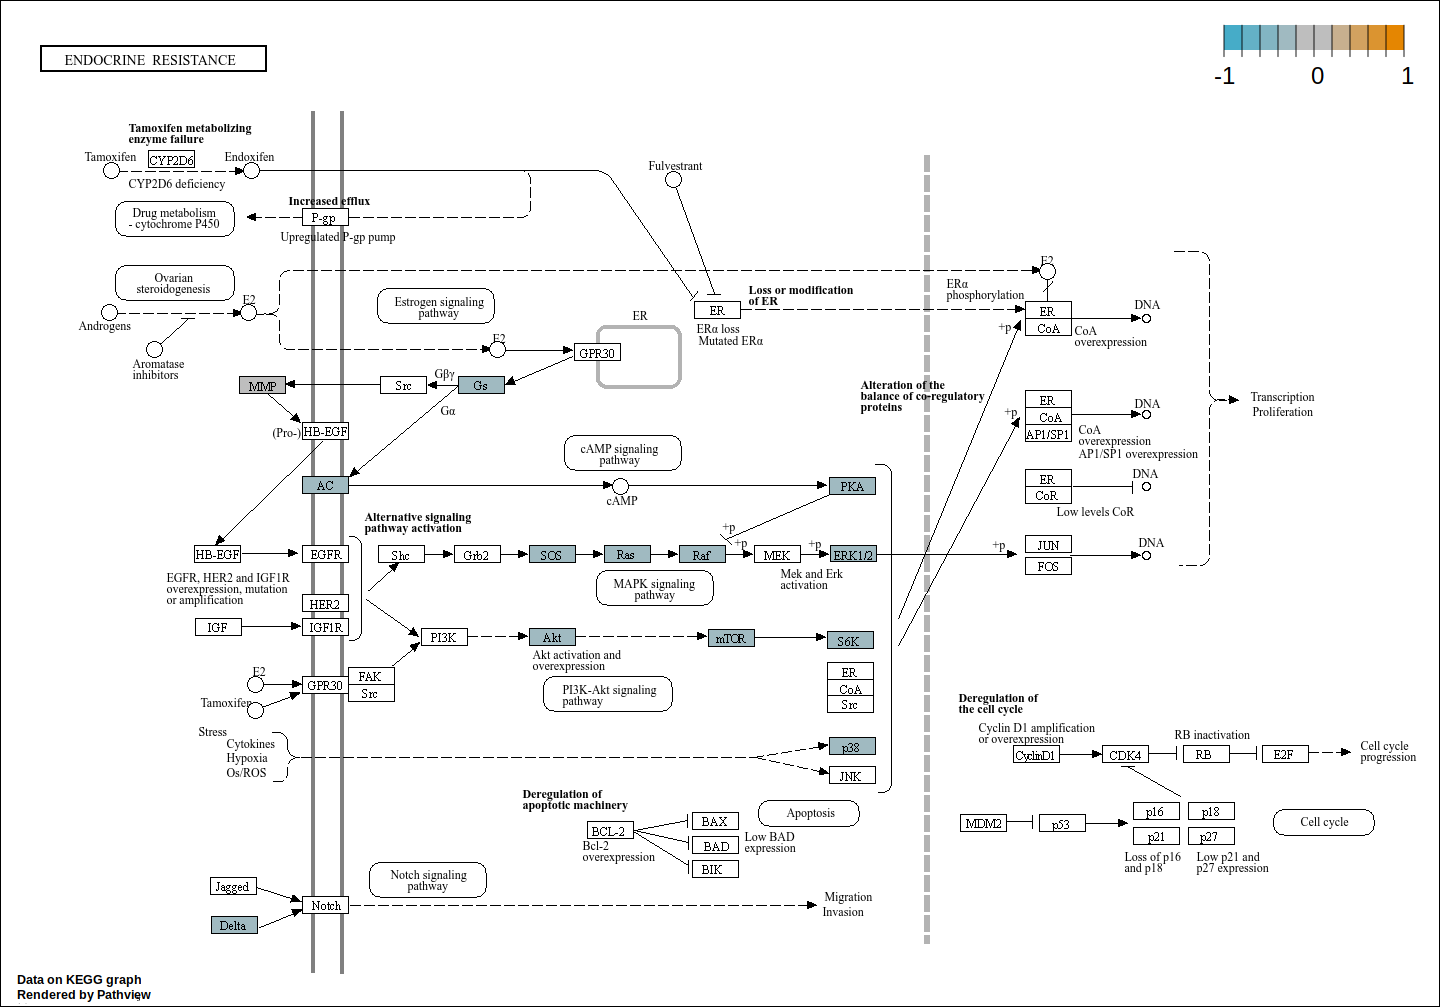 ENDOCRINE RESISTANCE
-1 0 1
Tamoxifen metabolizing
enzyme failure
Tamoxifen
CYP2D6
Endoxifen
CYP2D6 deficiency
Fulvestrant
Increased efflux
Drug metabolism
- cytochrome P450
P-gp
Upregulated P-gp pump
Ovarian
steroidogenesis
E2
Androgens
Aromatase
inhibitors
Estrogen signaling
pathway
E2
ER
GPR30
ER
ERα loss
Mutated ERα
Loss or modification
of ER
ERα
phosphorylation
E2
ER
CoA
+p
DNA
CoA
overexpression
MMP
Src
Gβγ
Gs
Gα
(Pro-)
HB-EGF
Alteration of the
balance of co-regulatory
proteins
+p
ER
CoA
AP1/SP1
DNA
CoA
overexpression
AP1/SP1 overexpression
Transcription
Proliferation
cAMP signaling
pathway
AC
cAMP
PKA
ER
CoR
DNA
Low levels CoR
Alternative signaling
pathway activation
HB-EGF
EGFR
Shc
Grb2
SOS
Ras
Raf
+p
+p
MEK
+p
ERK1/2
+p
JUN
FOS
DNA
EGFR, HER2 and IGF1R
overexpression, mutation
or amplification
MAPK signaling
pathway
Mek and Erk
activation
HER2
IGF
IGF1R
PI3K
Akt
mTOR
S6K
Akt activation and
overexpression
E2
GPR30
FAK
Src
Tamoxifen
PI3K-Akt signaling
pathway
ER
CoA
Src
Stress
Cytokines
Hypoxia
Os/ROS
p38
JNK
Deregulation of
the cell cycle
Cyclin D1 amplification
or overexpression
RB inactivation
CyclinD1
CDK4
RB
E2F
Cell cycle
progression
Deregulation of
apoptotic machinery
Apoptosis
BCL-2
Bcl-2
overexpression
BAX
BAD
BIK
Low BAD
expression
MDM2
p53
p16
p18
p21
p27
Loss of p16
and p18
Low p21 and
p27 expression
Cell cycle
Notch signaling
pathway
Jagged
Delta
Notch
Migration
Invasion
Data on KEGG graph
Rendered by Pathview